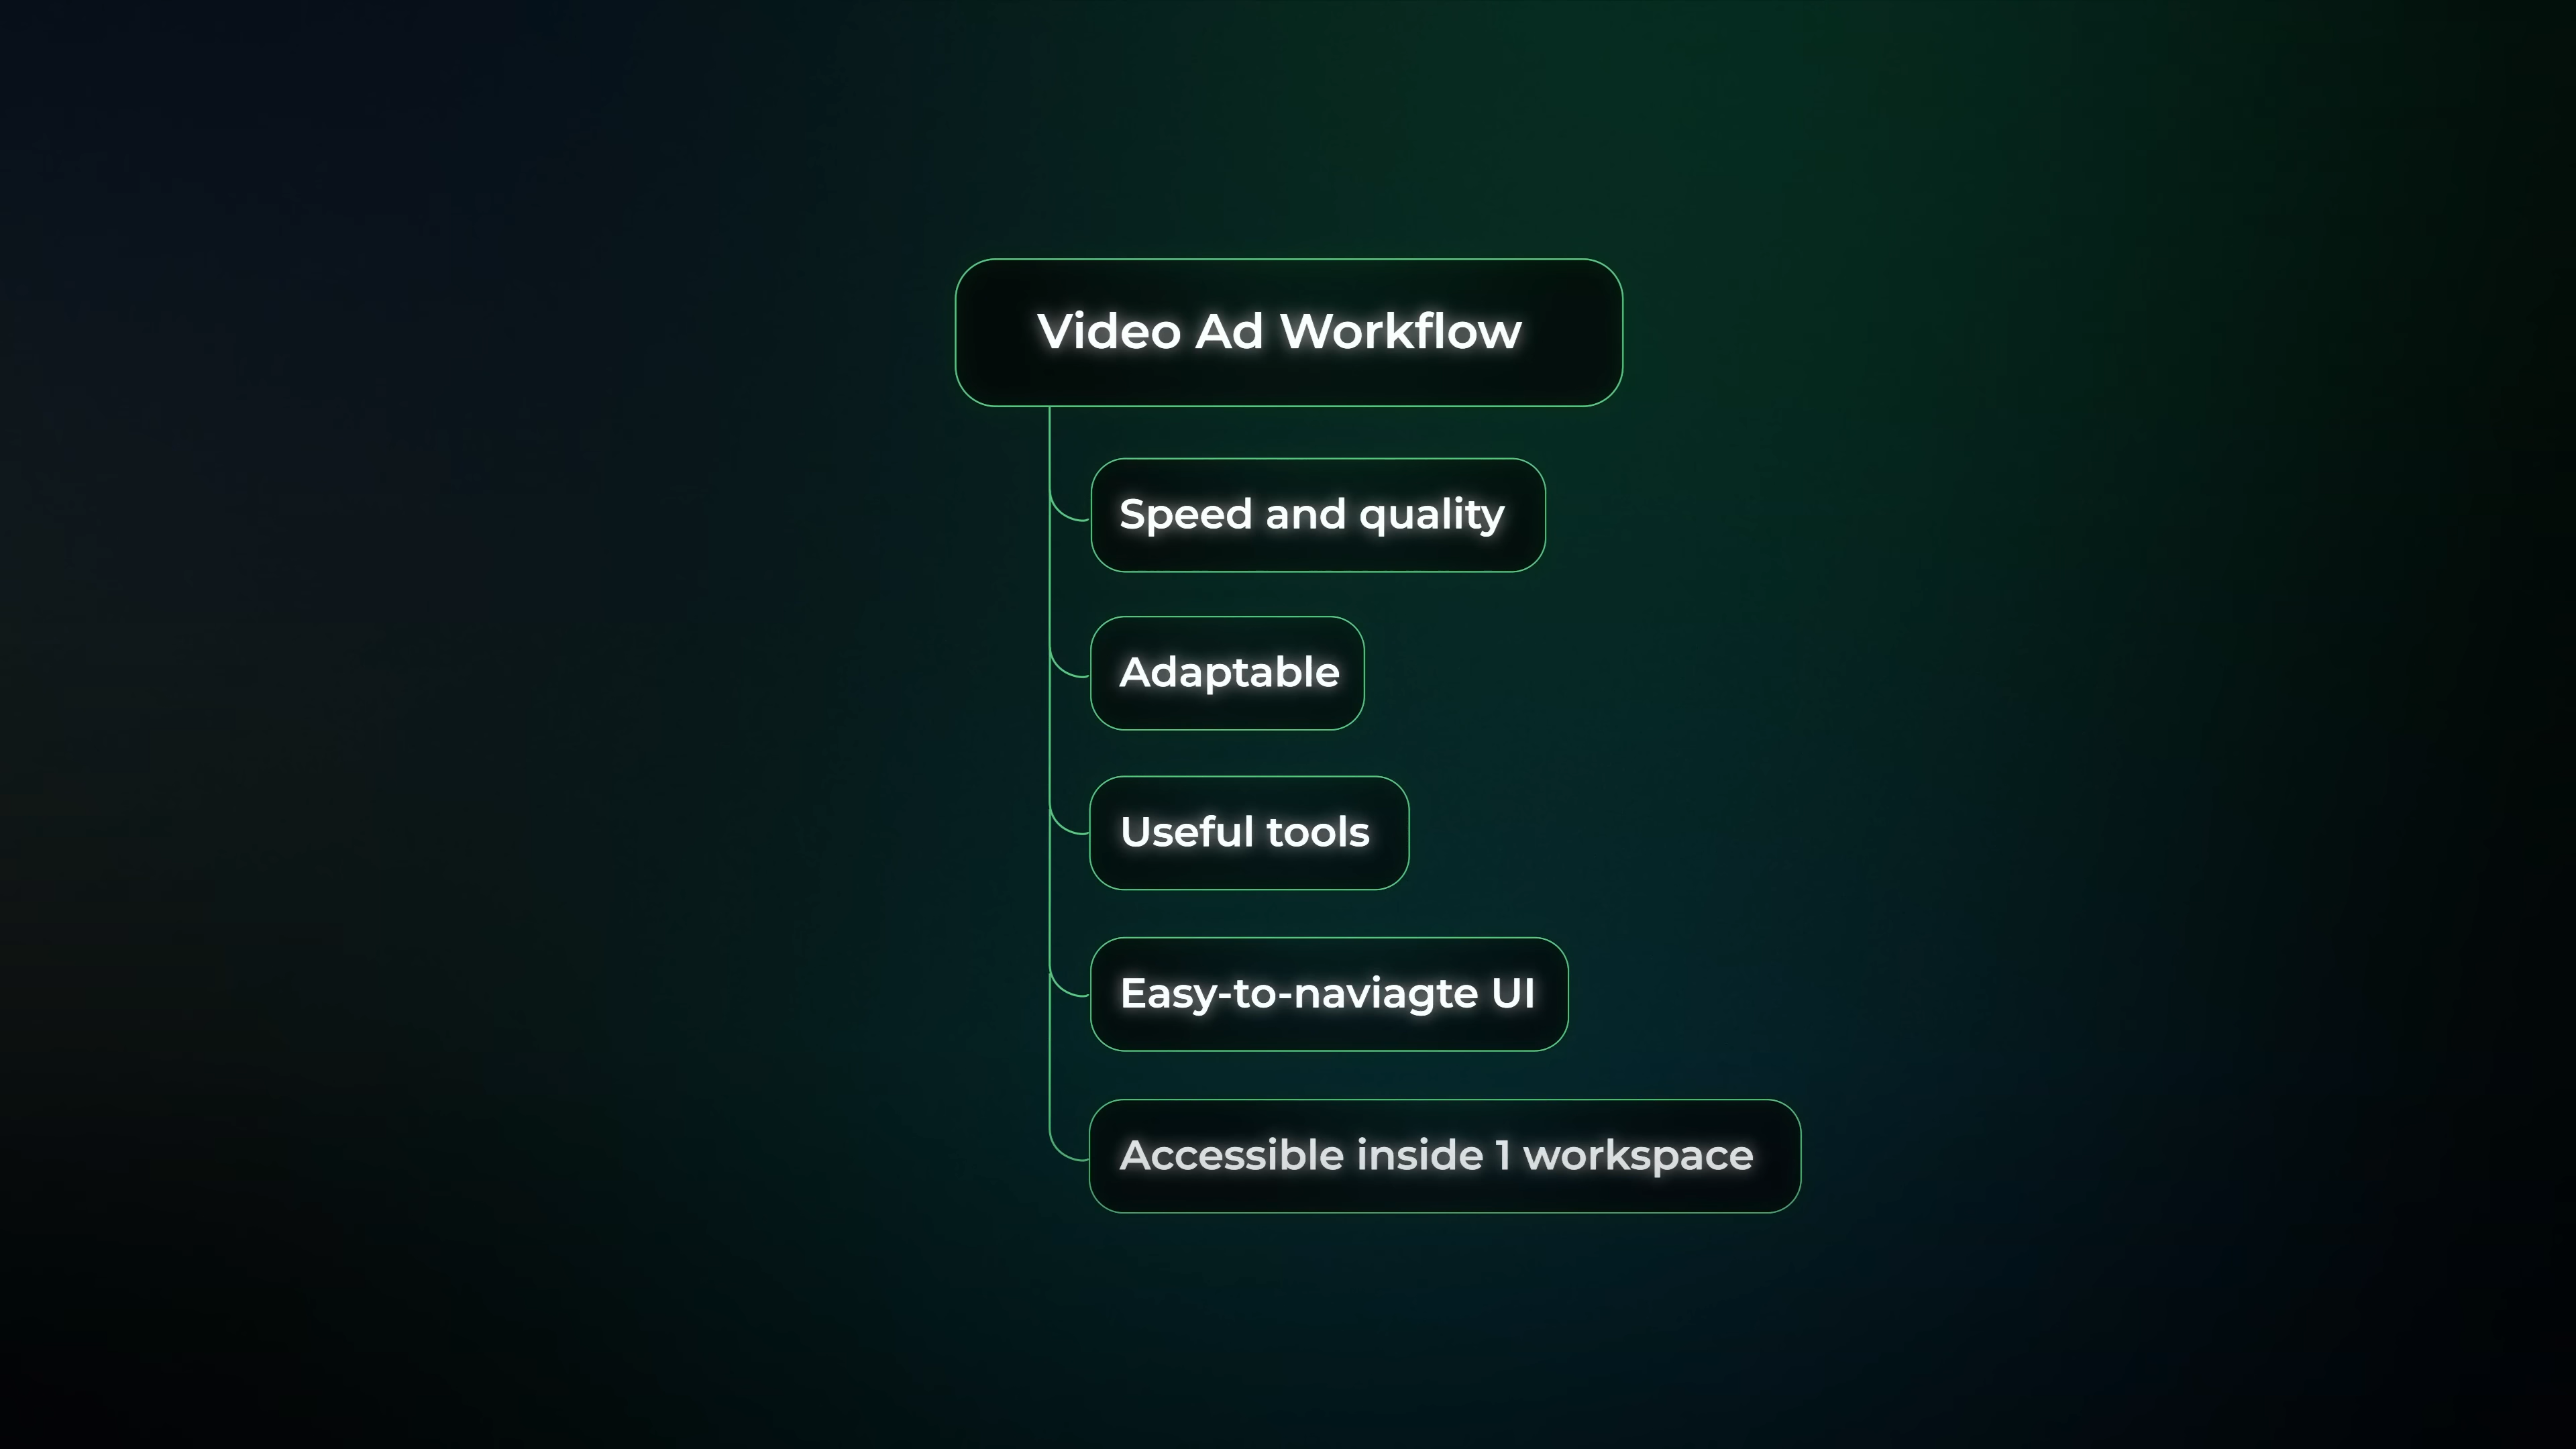 Video Ad Workflow
Speed and quality
Adaptable
Useful tools
Easy-to-naviagte UI
Accessible inside 1 workspace